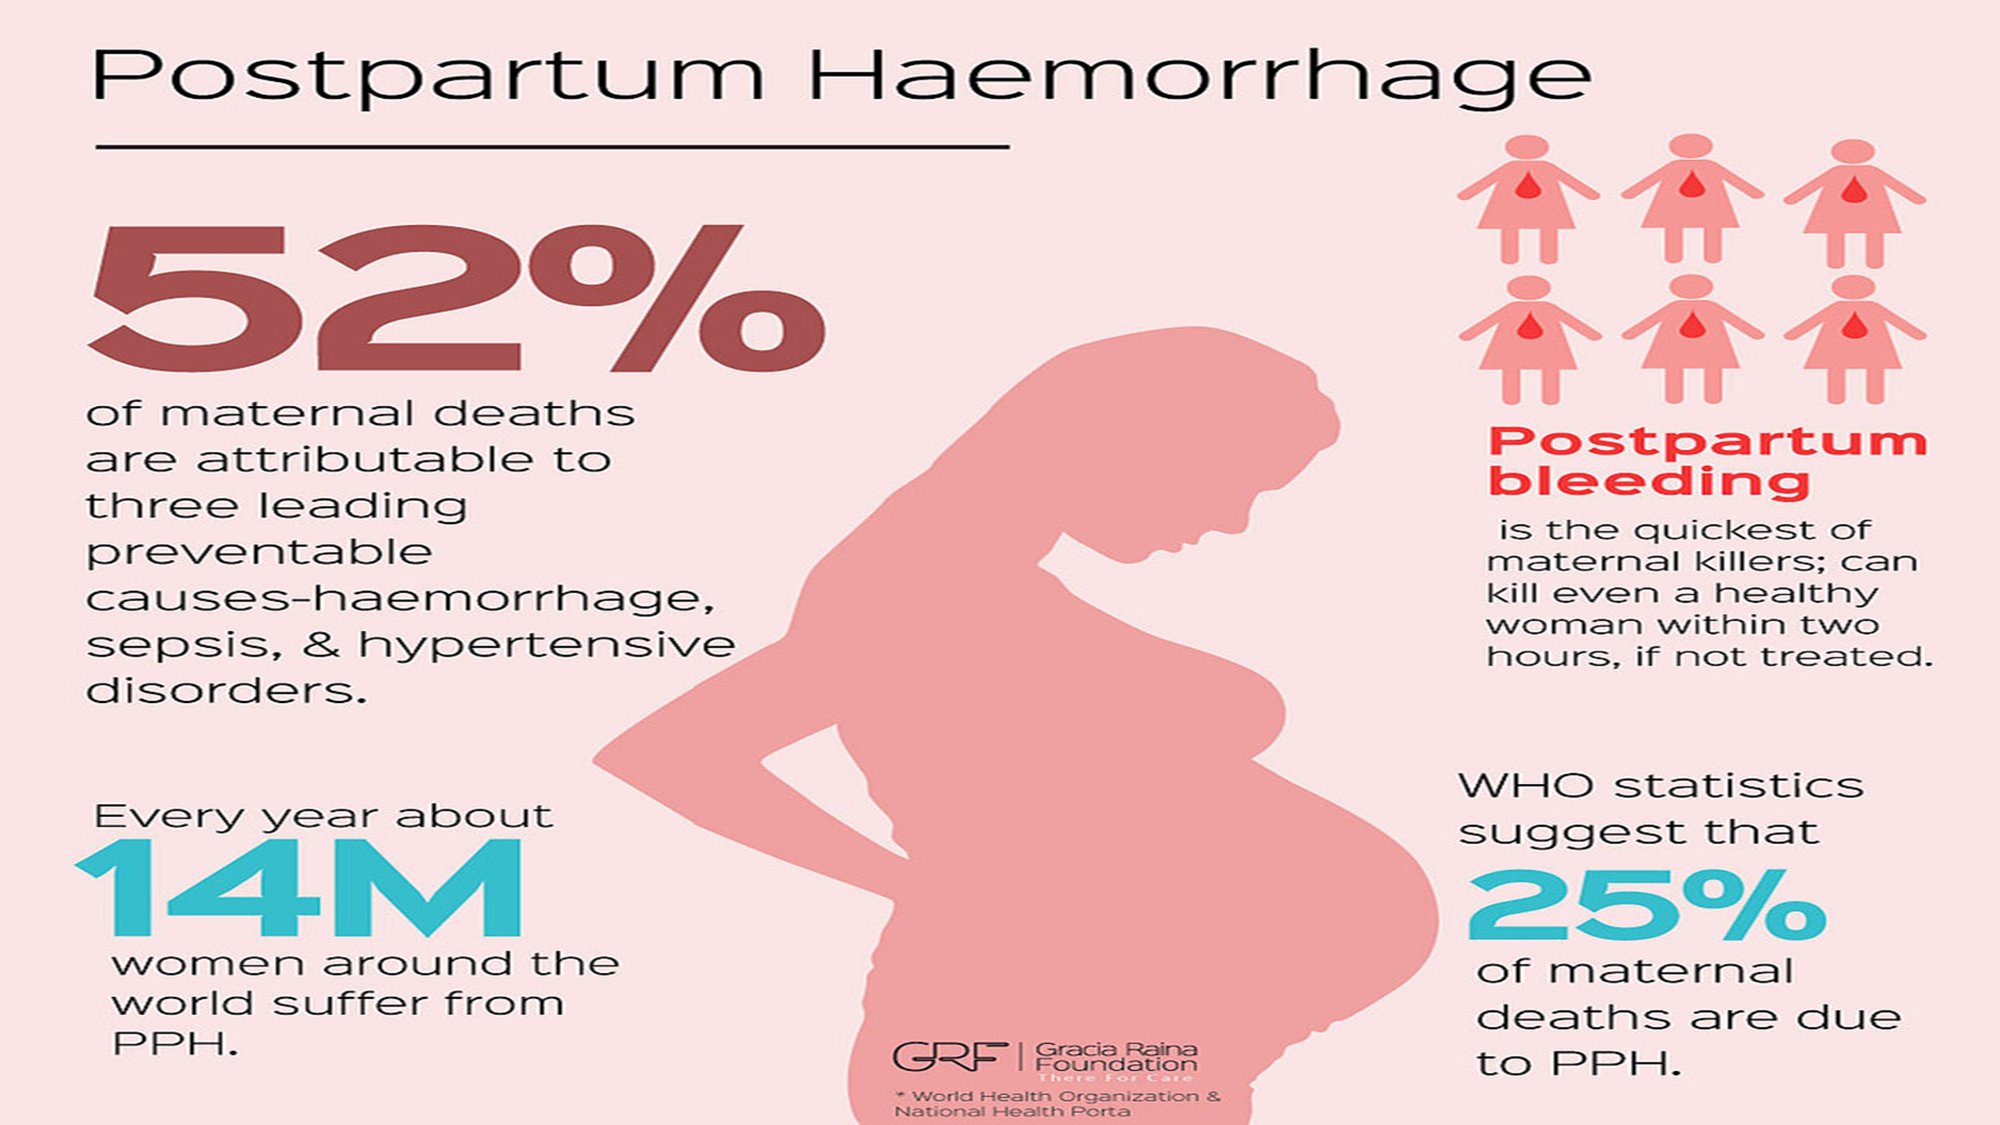 Postpartum Haemorrhage
52%
of maternal deaths
are attributable to
three leading
preventable
causes-haemorrhage,
sepsis, & hypertensive
disorders.
Every year about
14M
women around the
world suffer from
PPH.
Postpartum
bleeding
is the quickest of
maternal killers; can
kill even a healthy
woman within two
hours, if not treated.
WHO statistics
suggest that
25%
of maternal
deaths are due
to PPH.
GRF | Gracia Raina
Foundation
There For Care
* World Health Organization &
National Health Porta